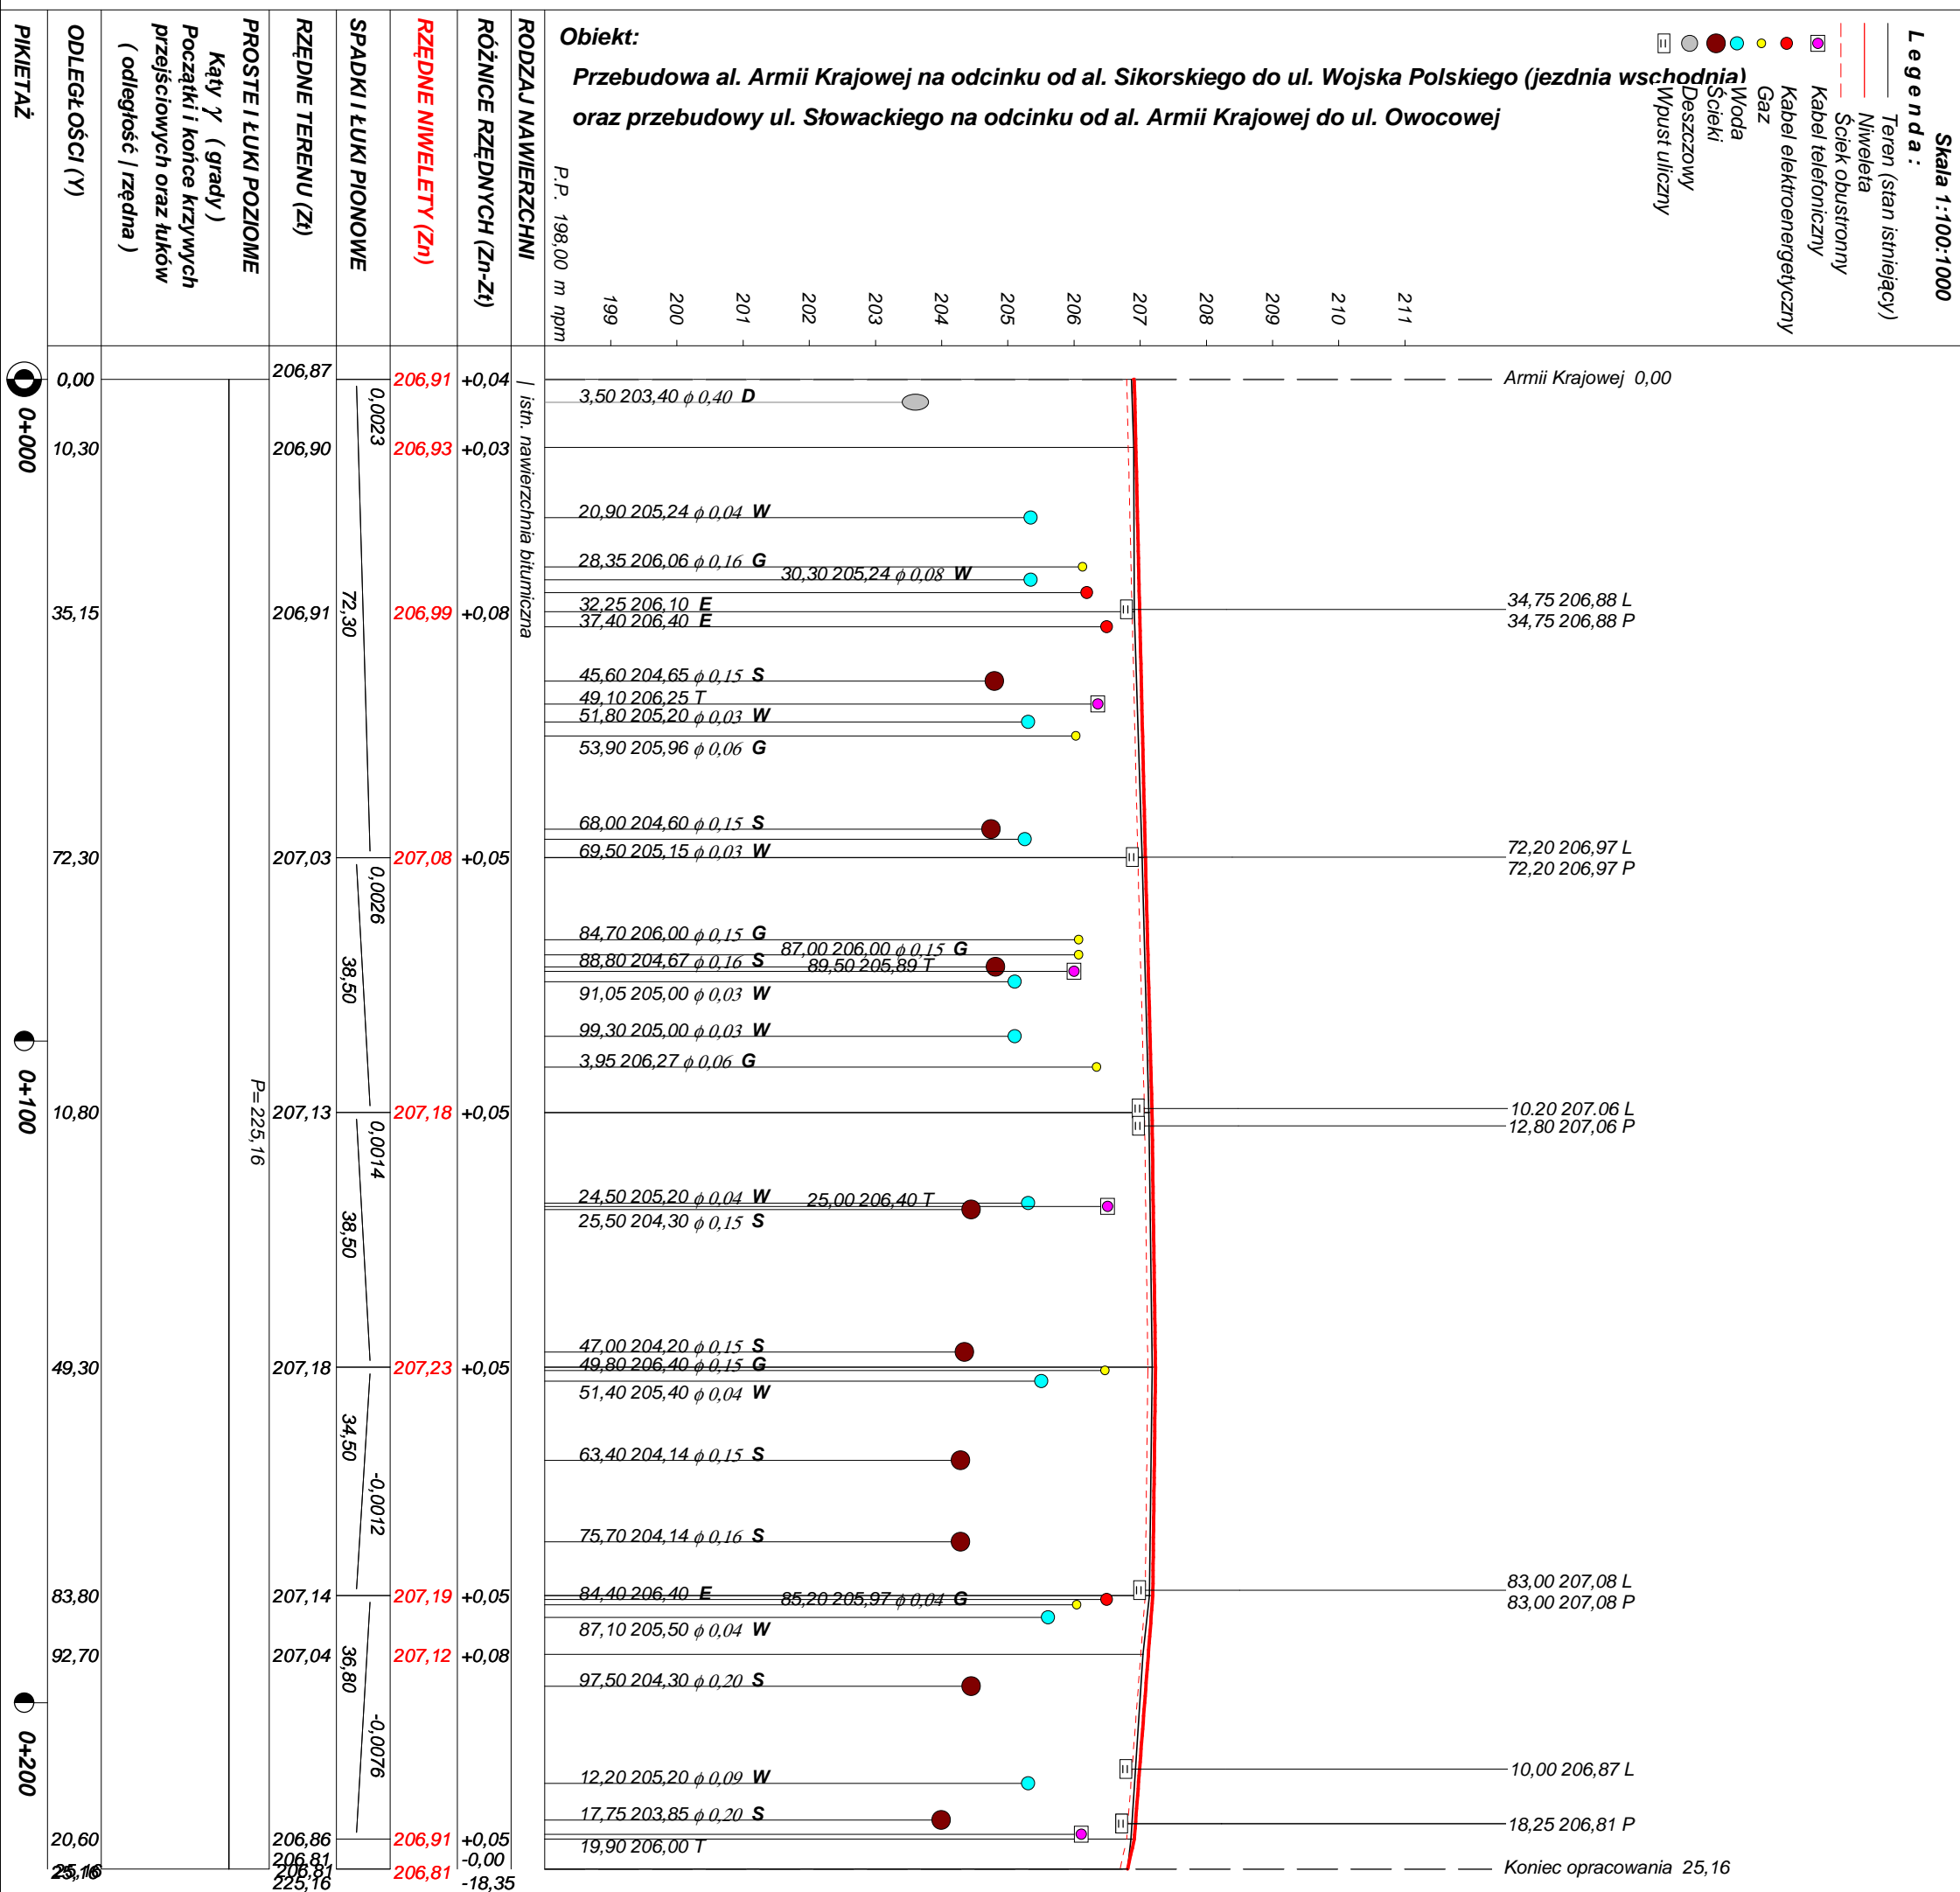 Skala 1:100:1000
Legenda:
Teren (stan istniejący)
Niweleta
Ściek obustronny
Kabel telefoniczny
Kabel elektroenergetyczny
Gaz
Woda
Ścieki
Deszczowy
Wpust uliczny
Obiekt:
Przebudowa al. Armii Krajowej na odcinku od al. Sikorskiego do ul. Wojska Polskiego (jezdnia wschodnia)
oraz przebudowy ul. Słowackiego na odcinku od al. Armii Krajowej do ul. Owocowej
P.P. 198,00 m npm
199
200
201
202
203
204
205
206
207
208
209
210
211
RODZAJ NAWIERZCHNI
istn. nawierzchnia bitumiczna
RÓŻNICE RZĘDNYCH (Zn-Zt)
+0,04
+0,03
+0,08
+0,05
+0,05
+0,05
+0,05
+0,08
+0,05
-0,00
-18,35
RZĘDNE NIWELETY (Zn)
206,91
206,93
206,99
207,08
207,18
207,23
207,19
207,12
206,91
206,81
SPADKI I ŁUKI PIONOWE
0,0023
72,30
0,0026
38,50
0,0014
38,50
-0,0012
34,50
-0,0076
36,80
RZĘDNE TERENU (Zt)
206,87
206,90
206,91
207,03
207,13
207,18
207,14
207,04
206,86
206,81
206,81
225,16
PROSTE I ŁUKI POZIOME
Kąty γ ( grady )
Początki i końce krzywych
przejściowych oraz łuków
( odległość | rzędna )
P=225,16
ODLEGŁOŚCI (Y)
0,00
10,30
35,15
72,30
10,80
49,30
83,80
92,70
20,60
25,16
PIKIETAŻ
0+000
0+100
0+200
Armii Krajowej 0,00
3,50 203,40 ϕ 0,40 D
20,90 205,24 ϕ 0,04 W
28,35 206,06 ϕ 0,16 G
30,30 205,24 ϕ 0,08 W
32,25 206,10 E
37,40 206,40 E
34,75 206,88 L
34,75 206,88 P
45,60 204,65 ϕ 0,15 S
49,10 206,25 T
51,80 205,20 ϕ 0,03 W
53,90 205,96 ϕ 0,06 G
68,00 204,60 ϕ 0,15 S
69,50 205,15 ϕ 0,03 W
72,20 206,97 L
72,20 206,97 P
84,70 206,00 ϕ 0,15 G
87,00 206,00 ϕ 0,15 G
88,80 204,67 ϕ 0,16 S
89,50 205,89 T
91,05 205,00 ϕ 0,03 W
99,30 205,00 ϕ 0,03 W
3,95 206,27 ϕ 0,06 G
10.20 207.06 L
12,80 207,06 P
24,50 205,20 ϕ 0,04 W
25,00 206,40 T
25,50 204,30 ϕ 0,15 S
47,00 204,20 ϕ 0,15 S
49,80 206,40 ϕ 0,15 G
51,40 205,40 ϕ 0,04 W
63,40 204,14 ϕ 0,15 S
75,70 204,14 ϕ 0,16 S
84,40 206,40 E
85,20 205,97 ϕ 0,04 G
83,00 207,08 L
83,00 207,08 P
87,10 205,50 ϕ 0,04 W
97,50 204,30 ϕ 0,20 S
10,00 206,87 L
12,20 205,20 ϕ 0,09 W
17,75 203,85 ϕ 0,20 S
18,25 206,81 P
19,90 206,00 T
Koniec opracowania 25,16